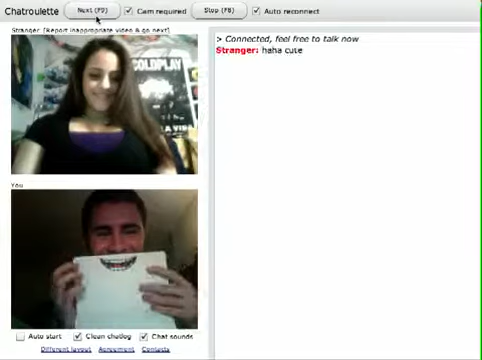 Chatroulette
Next (F9)
Cam required
Stop (F8)
Auto reconnect
Stranger: [Report inappropriate video & go next]
> Connected, feel free to talk now
Stranger: haha cute
COLDPLAY
You
Auto start
Clean chatlog
Chat sounds
Different layout
Agreement
Contacts